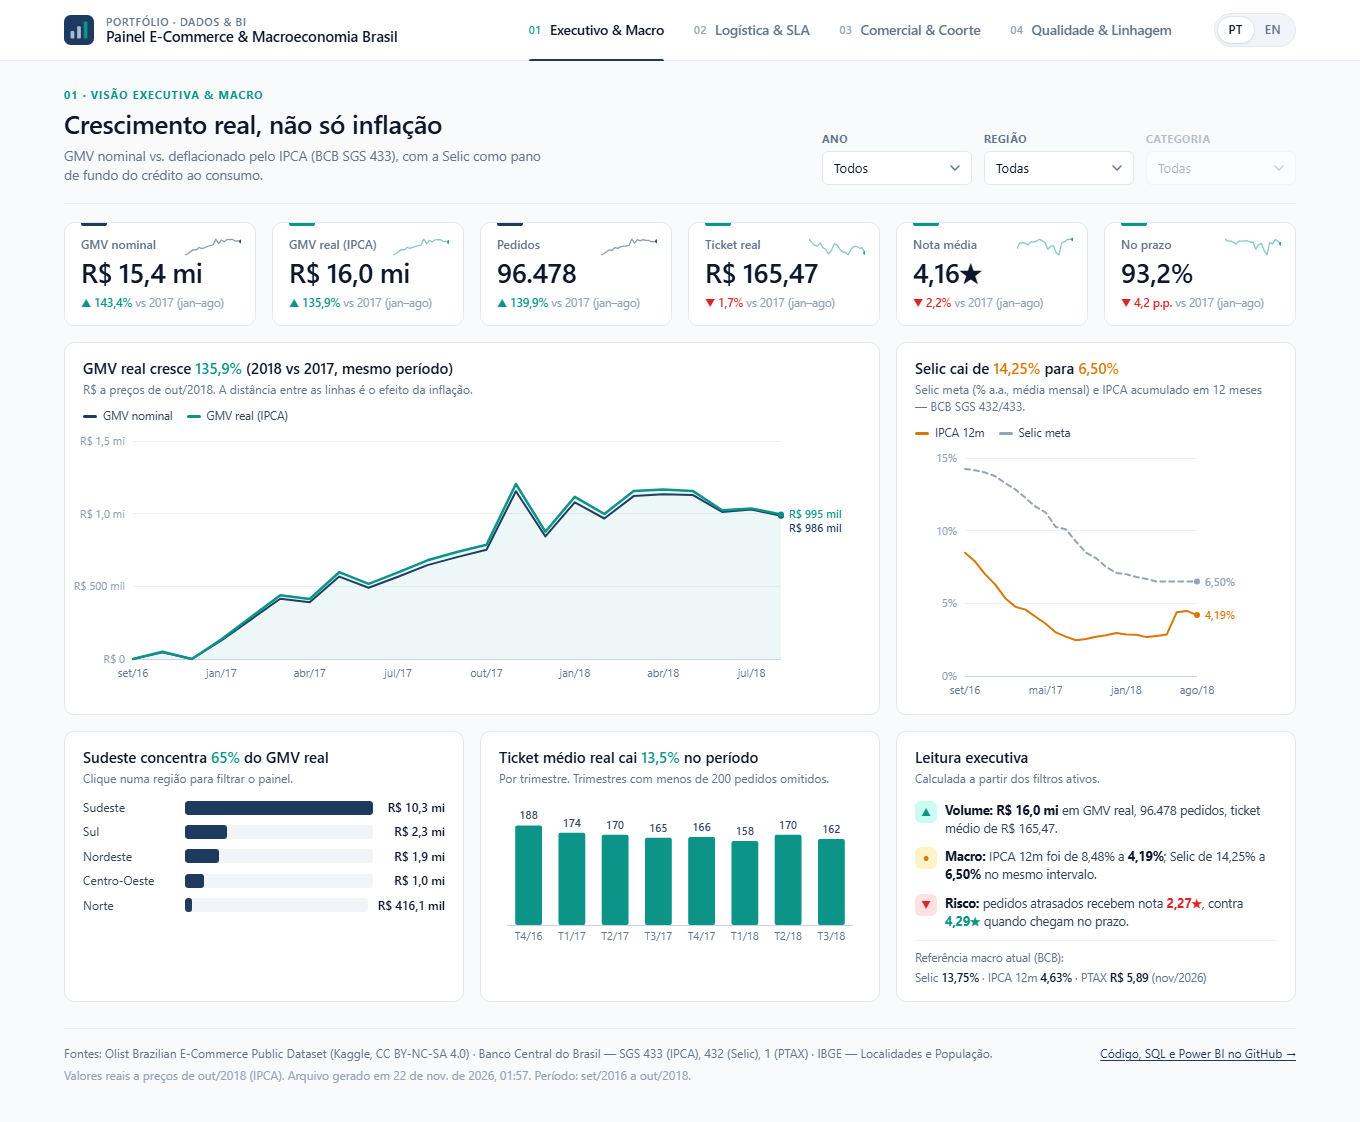 PORTFÓLIO · DADOS & BI
Painel E-Commerce & Macroeconomia Brasil
01 Executivo & Macro
02 Logística & SLA
03 Comercial & Coorte
04 Qualidade & Linhagem
PT EN
01 · VISÃO EXECUTIVA & MACRO
Crescimento real, não só inflação
GMV nominal vs. deflacionado pelo IPCA (BCB SGS 433), com a Selic como pano
de fundo do crédito ao consumo.
ANO
Todos
REGIÃO
Todas
CATEGORIA
Todas
GMV nominal
R$ 15,4 mi
▲ 143,4% vs 2017 (jan–ago)
GMV real (IPCA)
R$ 16,0 mi
▲ 135,9% vs 2017 (jan–ago)
Pedidos
96.478
▲ 139,9% vs 2017 (jan–ago)
Ticket real
R$ 165,47
▼ 1,7% vs 2017 (jan–ago)
Nota média
4,16★
▼ 2,2% vs 2017 (jan–ago)
No prazo
93,2%
▼ 4,2 p.p. vs 2017 (jan–ago)
GMV real cresce 135,9% (2018 vs 2017, mesmo período)
R$ a preços de out/2018. A distância entre as linhas é o efeito da inflação.
GMV nominal GMV real (IPCA)
R$ 1,5 mi
R$ 1,0 mi
R$ 500 mil
R$ 0
R$ 995 mil
R$ 986 mil
set/16 jan/17 abr/17 jul/17 out/17 jan/18 abr/18 jul/18
Selic cai de 14,25% para 6,50%
Selic meta (% a.a., média mensal) e IPCA acumulado em 12 meses
— BCB SGS 432/433.
IPCA 12m Selic meta
15%
10%
5%
0%
6,50%
4,19%
set/16 mai/17 jan/18 ago/18
Sudeste concentra 65% do GMV real
Clique numa região para filtrar o painel.
Sudeste R$ 10,3 mi
Sul R$ 2,3 mi
Nordeste R$ 1,9 mi
Centro-Oeste R$ 1,0 mi
Norte R$ 416,1 mil
Ticket médio real cai 13,5% no período
Por trimestre. Trimestres com menos de 200 pedidos omitidos.
188 174 170 165 166 158 170 162
T4/16 T1/17 T2/17 T3/17 T4/17 T1/18 T2/18 T3/18
Leitura executiva
Calculada a partir dos filtros ativos.
▲ Volume: R$ 16,0 mi em GMV real, 96.478 pedidos, ticket
médio de R$ 165,47.
● Macro: IPCA 12m foi de 8,48% a 4,19%; Selic de 14,25% a
6,50% no mesmo intervalo.
▼ Risco: pedidos atrasados recebem nota 2,27★, contra
4,29★ quando chegam no prazo.
Referência macro atual (BCB):
Selic 13,75% · IPCA 12m 4,63% · PTAX R$ 5,89 (nov/2026)
Fontes: Olist Brazilian E-Commerce Public Dataset (Kaggle, CC BY-NC-SA 4.0) · Banco Central do Brasil — SGS 433 (IPCA), 432 (Selic), 1 (PTAX) · IBGE — Localidades e População.
Código, SQL e Power BI no GitHub →
Valores reais a preços de out/2018 (IPCA). Arquivo gerado em 22 de nov. de 2026, 01:57. Período: set/2016 a out/2018.